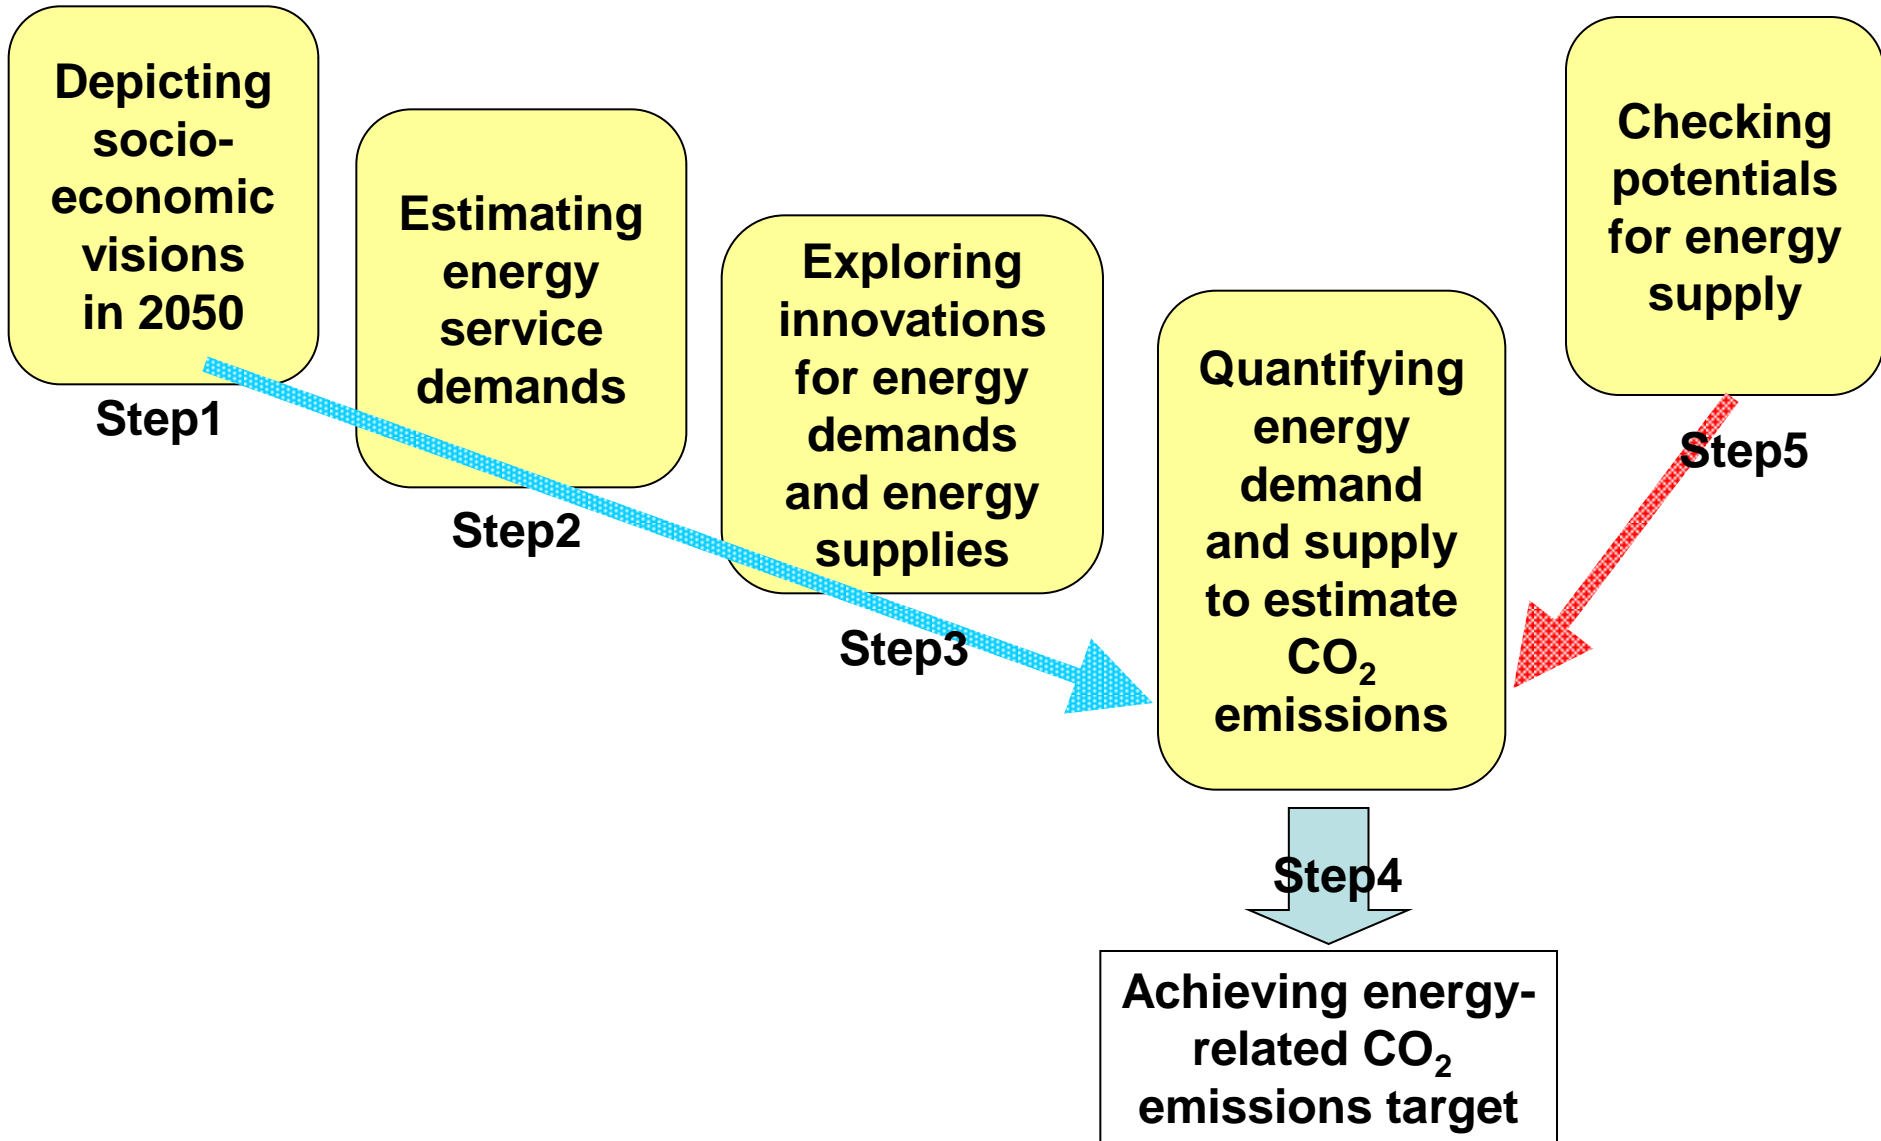 Depicting
socio-
economic
visions
in 2050
Step1
Estimating
energy
service
demands
Step2
Exploring
innovations
for energy
demands
and energy
supplies
Step3
Quantifying
energy
demand
and supply
to estimate
CO₂
emissions
Step4
Checking
potentials
for energy
supply
Step5
Achieving energy-
related CO₂
emissions target